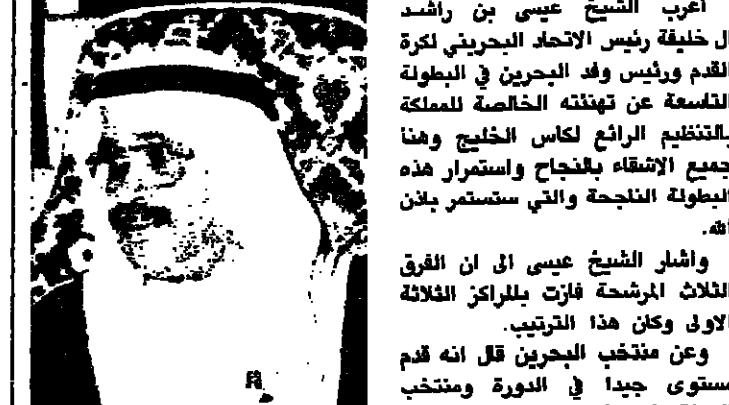 اعرب الشيخ عيسى بن راشد
ال خليفة رئيس الاتحاد البحريني لكرة
القدم ورئيس وفد البحرين في البطولة
التاسعة عن تهنئته الخالصة للمملكة
بالتنظيم الرائع لكاس الخليج وهنا
جميع الاشقاء بالنجاح واستمرار هذه
البطولة الناجحة والتي ستستمر باذن
الله.
واشار الشيخ عيسى الى ان الفرق
الثلاث المرشحة فازت بالمراكز الثلاثة
الاولى وكان هذا الترتيب.
وعن منتخب البحرين قال انه قدم
مستوى جيدا في الدورة ومنتخب